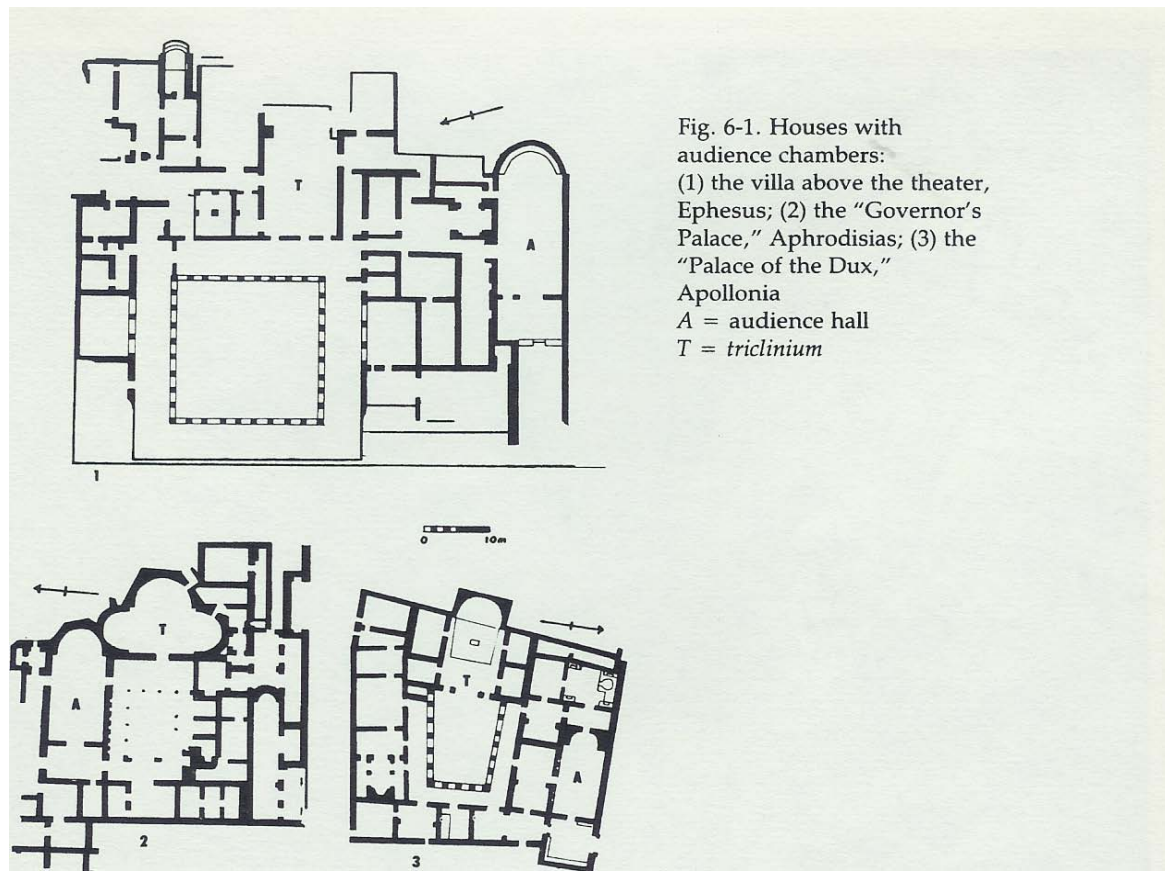 Fig. 6-1. Houses with
audience chambers:
(1) the villa above the theater,
Ephesus; (2) the “Governor’s
Palace,” Aphrodisias; (3) the
“Palace of the Dux,”
Apollonia
A = audience hall
T = triclinium
T
A
1
0 10m
T
A
2
T
A
3